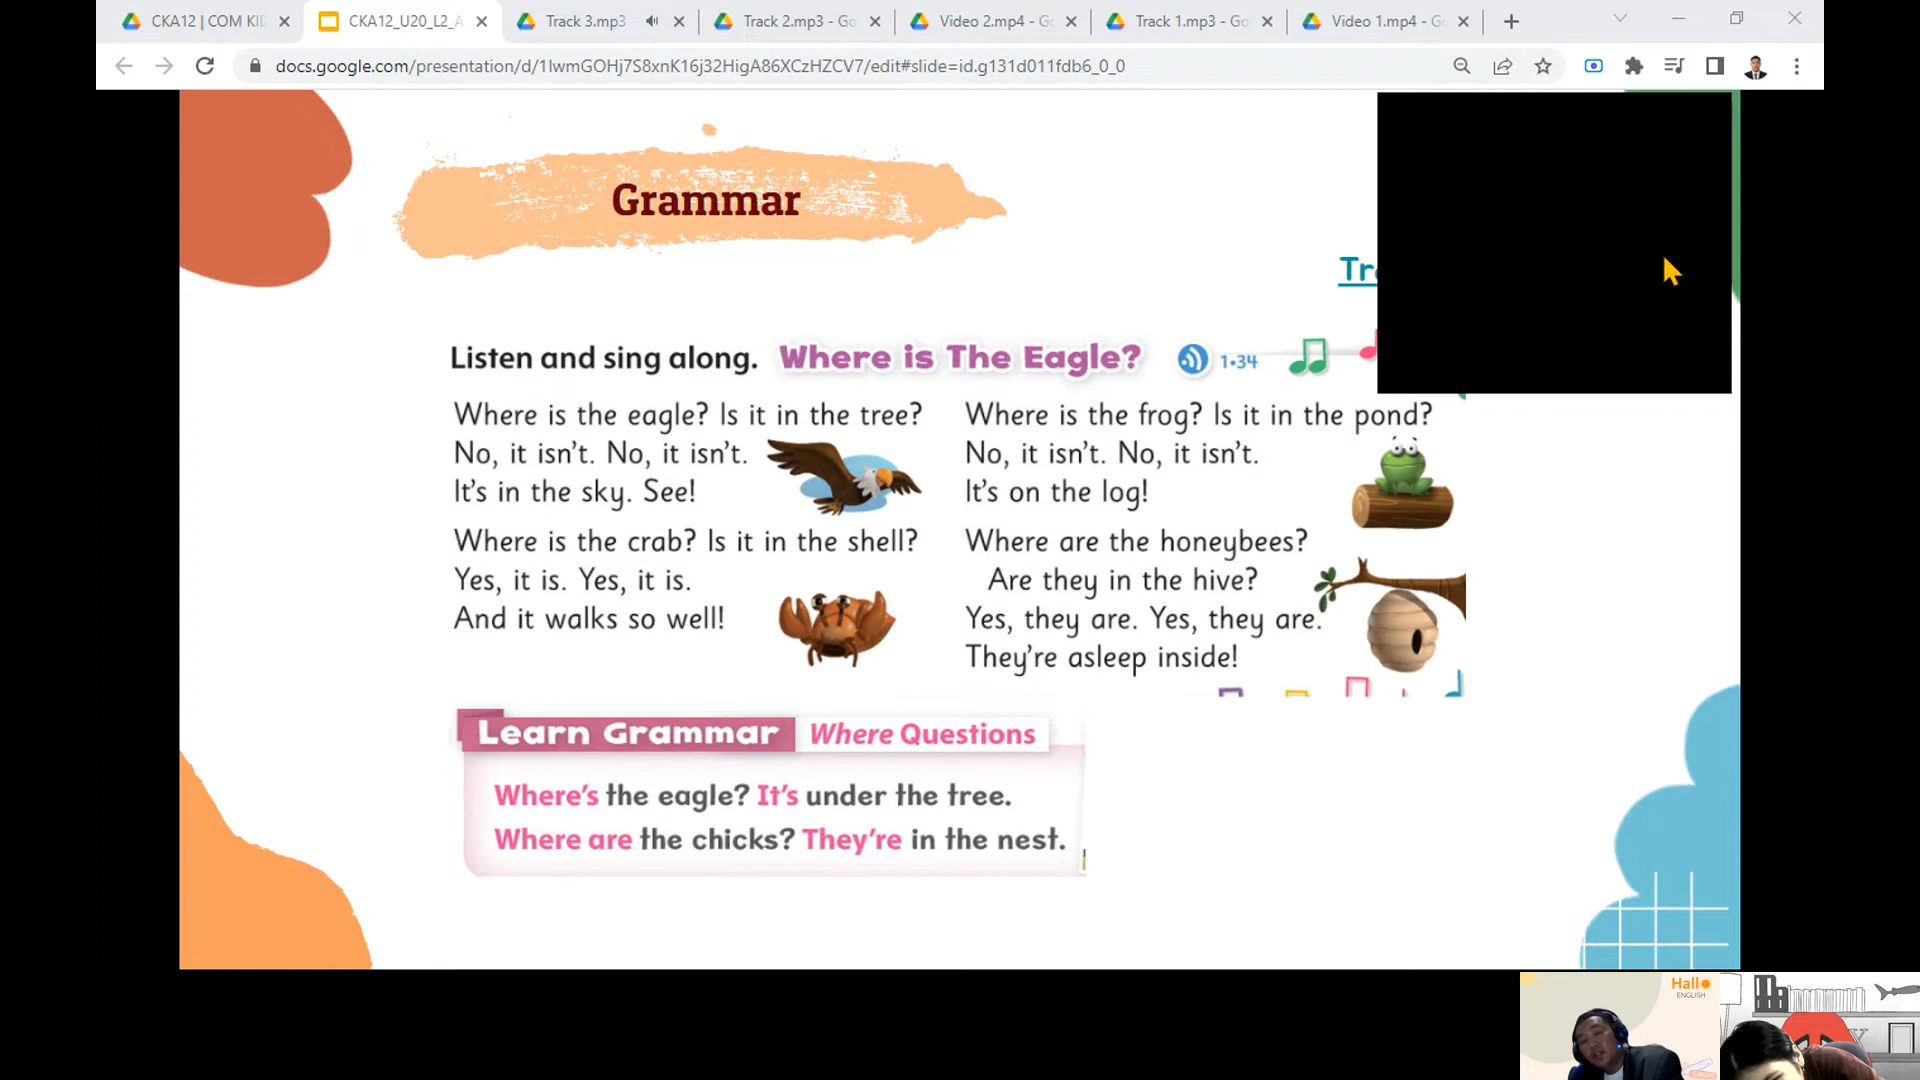 CKA12 | COM KID
CKA12_U20_L2_A
Track 3.mp3
Track 2.mp3 - Go
Video 2.mp4 - Go
Track 1.mp3 - Go
Video 1.mp4 - G
docs.google.com/presentation/d/1IwmGOHj7S8xnK16j32HigA86XCzHZCV7/edit#slide=id.g131d011fdb6_0_0
Grammar
Listen and sing along. Where is The Eagle? 1•34
Where is the eagle? Is it in the tree?
No, it isn't. No, it isn't.
It's in the sky. See!
Where is the crab? Is it in the shell?
Yes, it is. Yes, it is.
And it walks so well!
Where is the frog? Is it in the pond?
No, it isn't. No, it isn't.
It's on the log!
Where are the honeybees?
Are they in the hive?
Yes, they are. Yes, they are.
They're asleep inside!
Learn Grammar Where Questions
Where's the eagle? It's under the tree.
Where are the chicks? They're in the nest.
Hallo
ENGLISH